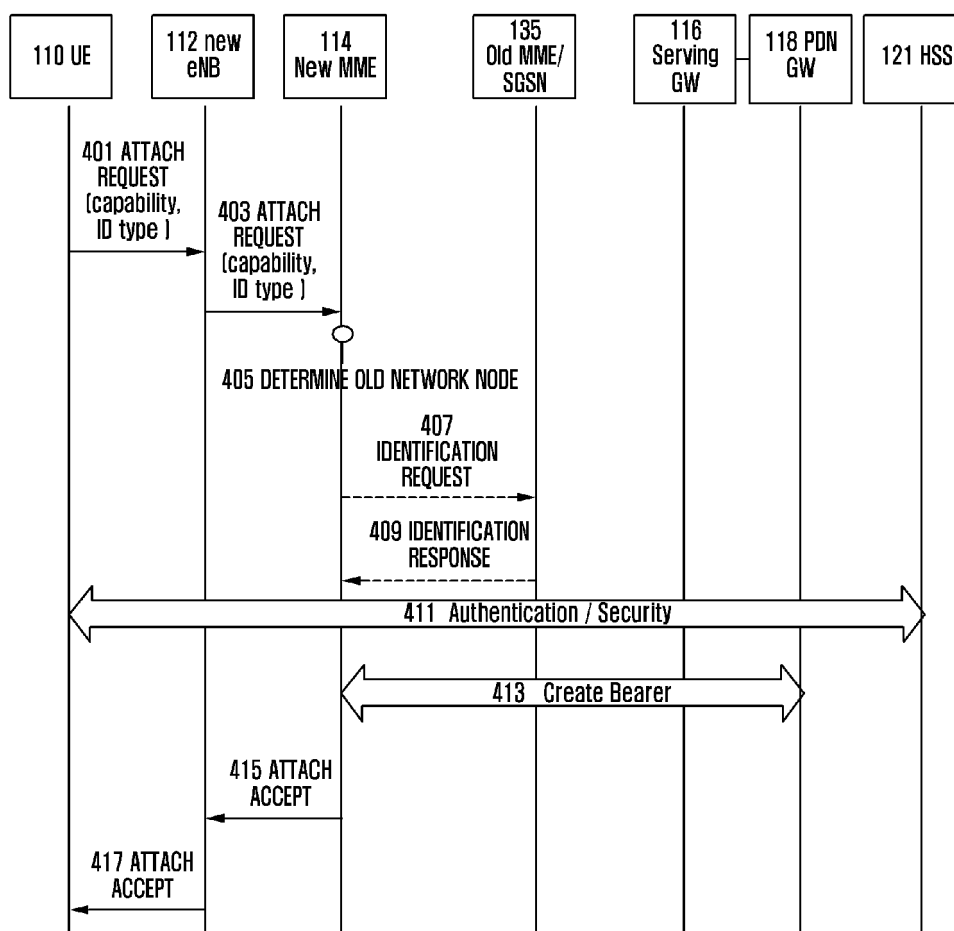 110 UE
112 new
eNB
114
New MME
135
Old MME/
SGSN
116
Serving
GW
118 PDN
GW
121 HSS
401 ATTACH
REQUEST
(capability,
ID type )
403 ATTACH
REQUEST
(capability,
ID type )
405 DETERMINE OLD NETWORK NODE
407
IDENTIFICATION
REQUEST
409 IDENTIFICATION
RESPONSE
411 Authentication / Security
413 Create Bearer
415 ATTACH
ACCEPT
417 ATTACH
ACCEPT